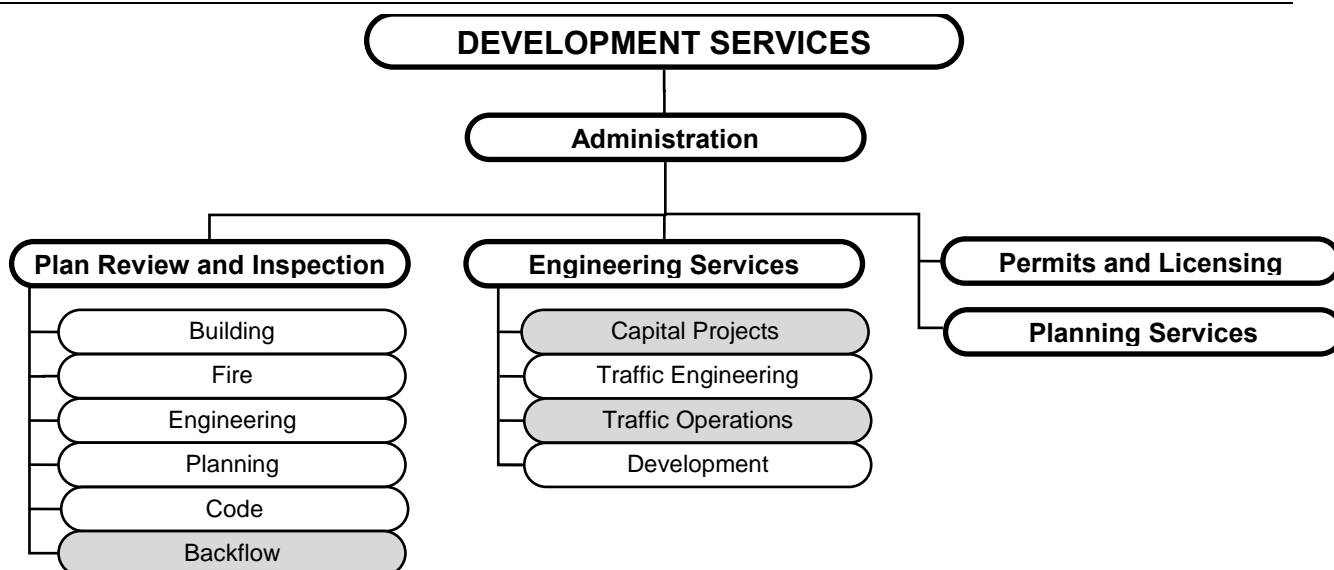 DEVELOPMENT SERVICES
Administration
Plan Review and Inspection
Building
Fire
Engineering
Planning
Code
Backflow
Engineering Services
Capital Projects
Traffic Engineering
Traffic Operations
Development
Permits and Licensing
Planning Services